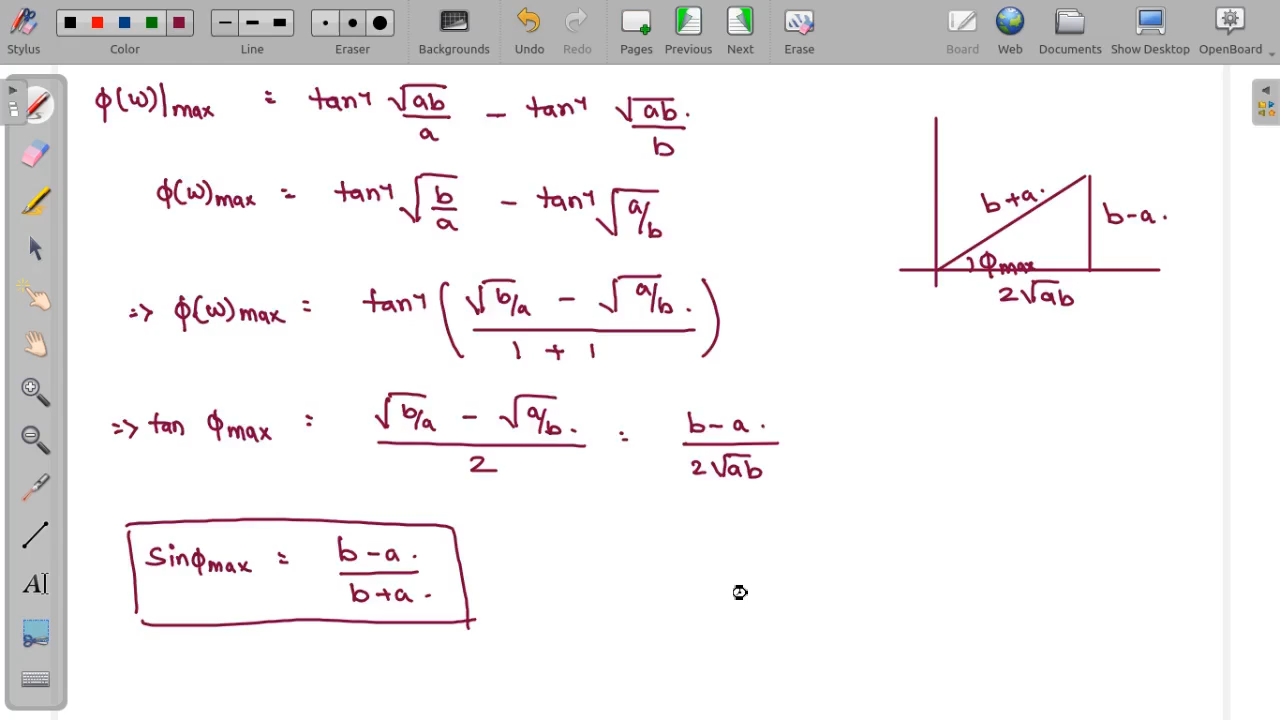 Stylus Color Line Eraser Backgrounds Undo Redo Pages Previous Next Erase Board Web Documents Show Desktop OpenBoard
φ(ω)|max = tan⁻¹ √ab/a - tan⁻¹ √ab/b
φ(ω)max = tan⁻¹ √(b/a) - tan⁻¹ √(a/b)
=> φ(ω)max = tan⁻¹ ( (√(b/a) - √(a/b)) / (1 + 1) )
=> tan φmax = (√(b/a) - √(a/b)) / 2 = (b-a) / (2√ab)
Sinφmax = (b-a) / (b+a)
b+a
b-a
φmax
2√ab
AI